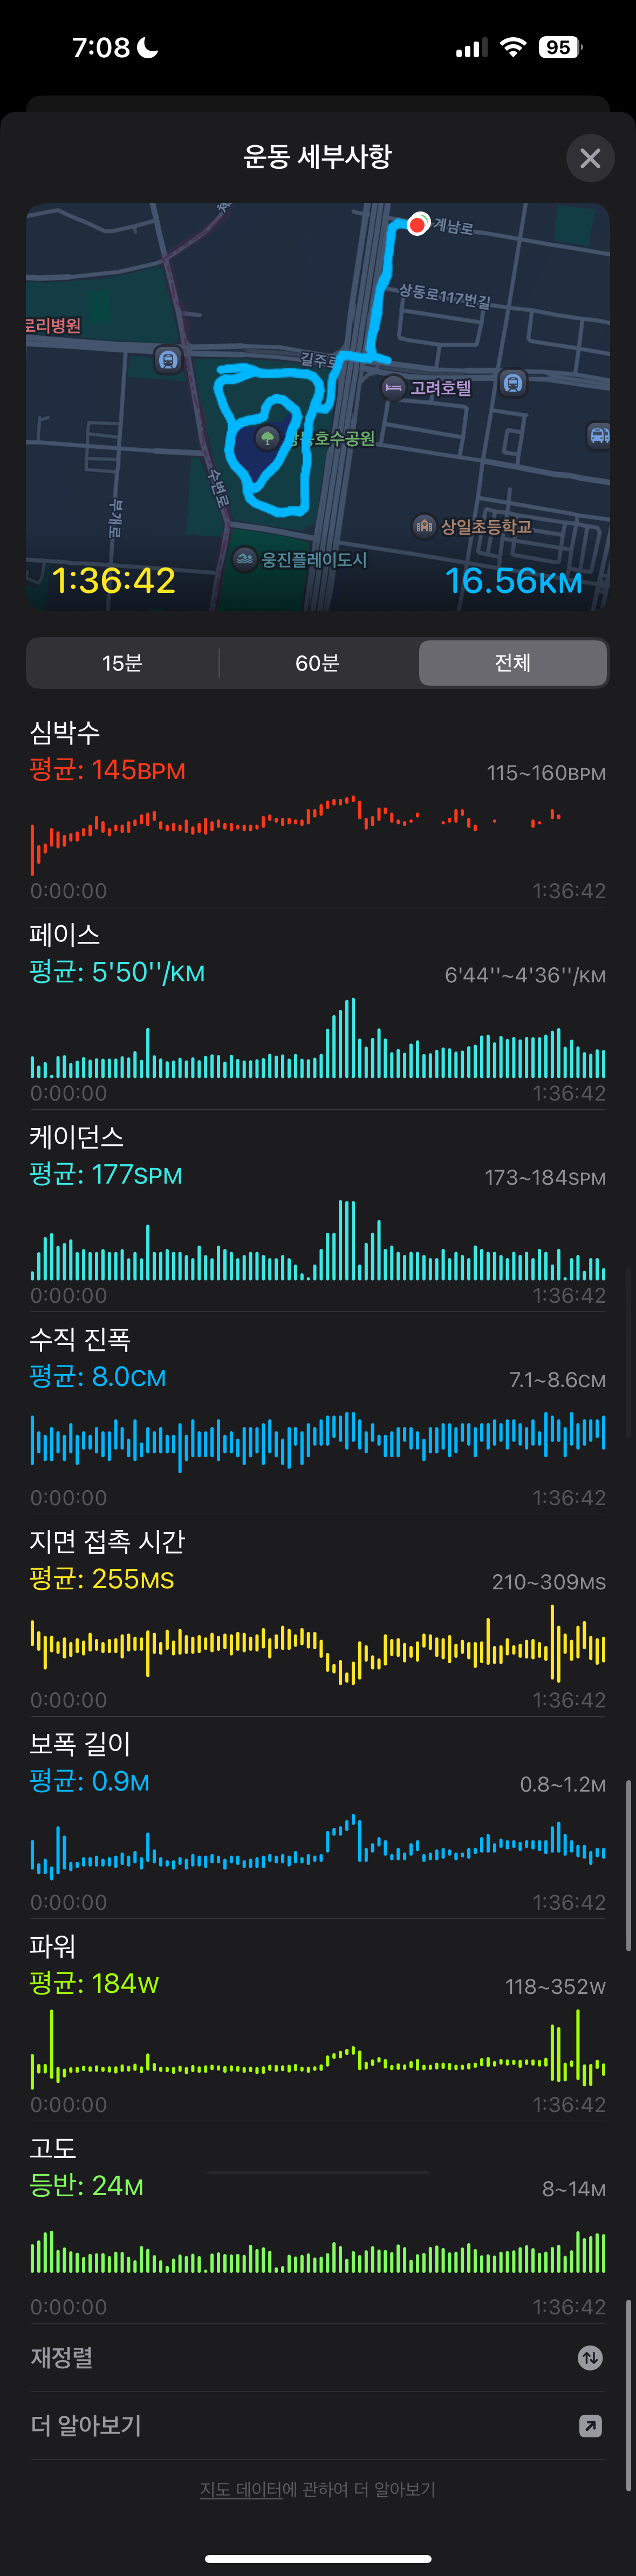 7:08
95
운동 세부사항
계남로
상동로117번길
로리병원
길주로
고려호텔
상동호수공원
수변로
부개로
상일초등학교
웅진플레이도시
1:36:42
16.56KM
15분
60분
전체
심박수
평균: 145BPM
115~160BPM
0:00:00
1:36:42
페이스
평균: 5'50''/KM
6'44''~4'36''/KM
0:00:00
1:36:42
케이던스
평균: 177SPM
173~184SPM
0:00:00
1:36:42
수직 진폭
평균: 8.0CM
7.1~8.6CM
0:00:00
1:36:42
지면 접촉 시간
평균: 255MS
210~309MS
0:00:00
1:36:42
보폭 길이
평균: 0.9M
0.8~1.2M
0:00:00
1:36:42
파워
평균: 184W
118~352W
0:00:00
1:36:42
고도
등반: 24M
8~14M
0:00:00
1:36:42
재정렬
더 알아보기
지도 데이터에 관하여 더 알아보기